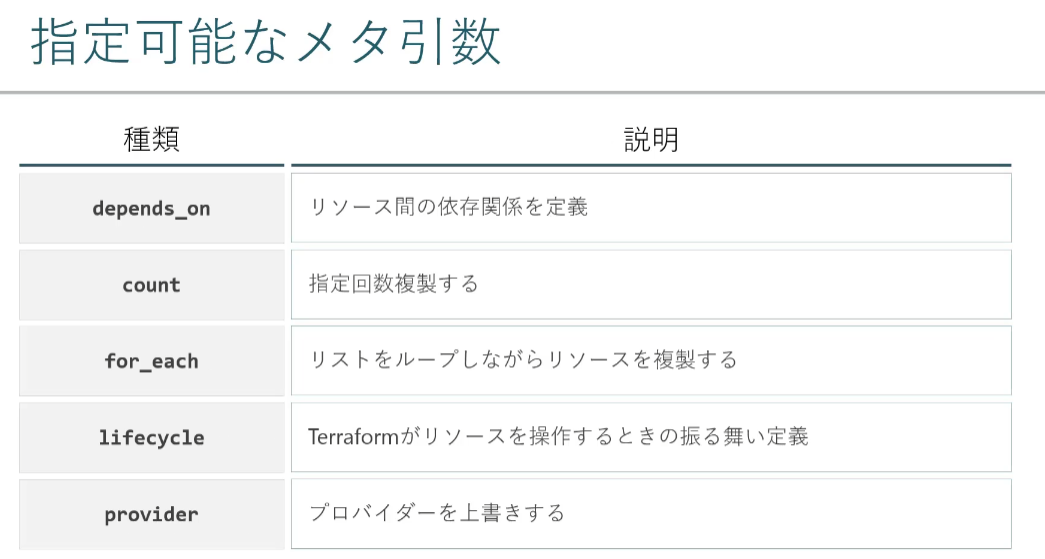 指定可能なメタ引数
種類 説明
depends_on リソース間の依存関係を定義
count 指定回数複製する
for_each リストをループしながらリソースを複製する
lifecycle Terraformがリソースを操作するときの振る舞い定義
provider プロバイダーを上書きする